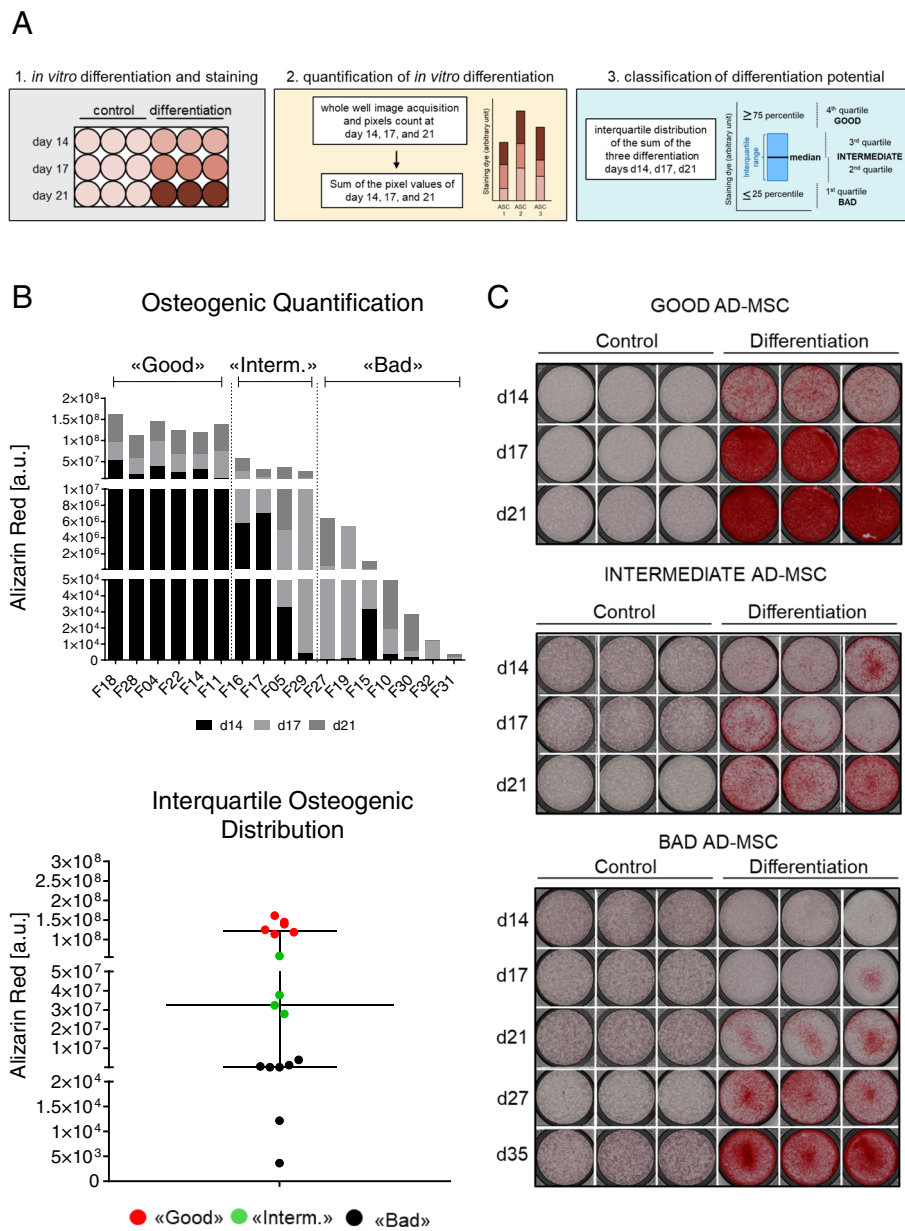 A
1. in vitro differentiation and staining
control differentiation
day 14
day 17
day 21
2. quantification of in vitro differentiation
whole well image acquisition
and pixels count at
day 14, 17, and 21
Sum of the pixel values of
day 14, 17, and 21
Staining dye (arbitrary unit)
ASC 1
ASC 2
ASC 3
3. classification of differentiation potential
interquartile distribution
of the sum of the
three differentiation
days d14, d17, d21
Staining dye (arbitrary unit)
≥ 75 percentile
Interquartile
range
median
≤ 25 percentile
4th quartile
GOOD
3rd quartile
INTERMEDIATE
2nd quartile
1st quartile
BAD
B
Osteogenic Quantification
«Good» «Interm.» «Bad»
Alizarin Red [a.u.]
2×10⁸
1.5×10⁸
1×10⁸
5×10⁷
1×10⁷
8×10⁶
6×10⁶
4×10⁶
2×10⁶
5×10⁴
4×10⁴
3×10⁴
2×10⁴
1×10⁴
0
F18 F28 F04 F22 F14 F11 F16 F17 F05 F29 F27 F19 F15 F10 F30 F32 F31
d14 d17 d21
Interquartile Osteogenic
Distribution
Alizarin Red [a.u.]
3×10⁸
2.5×10⁸
2×10⁸
1.5×10⁸
1×10⁸
5×10⁷
4×10⁷
3×10⁷
2×10⁷
1×10⁷
2×10⁴
1.5×10⁴
1×10⁴
5×10³
0
«Good» «Interm.» «Bad»
C
GOOD AD-MSC
Control Differentiation
d14
d17
d21
INTERMEDIATE AD-MSC
Control Differentiation
d14
d17
d21
BAD AD-MSC
Control Differentiation
d14
d17
d21
d27
d35